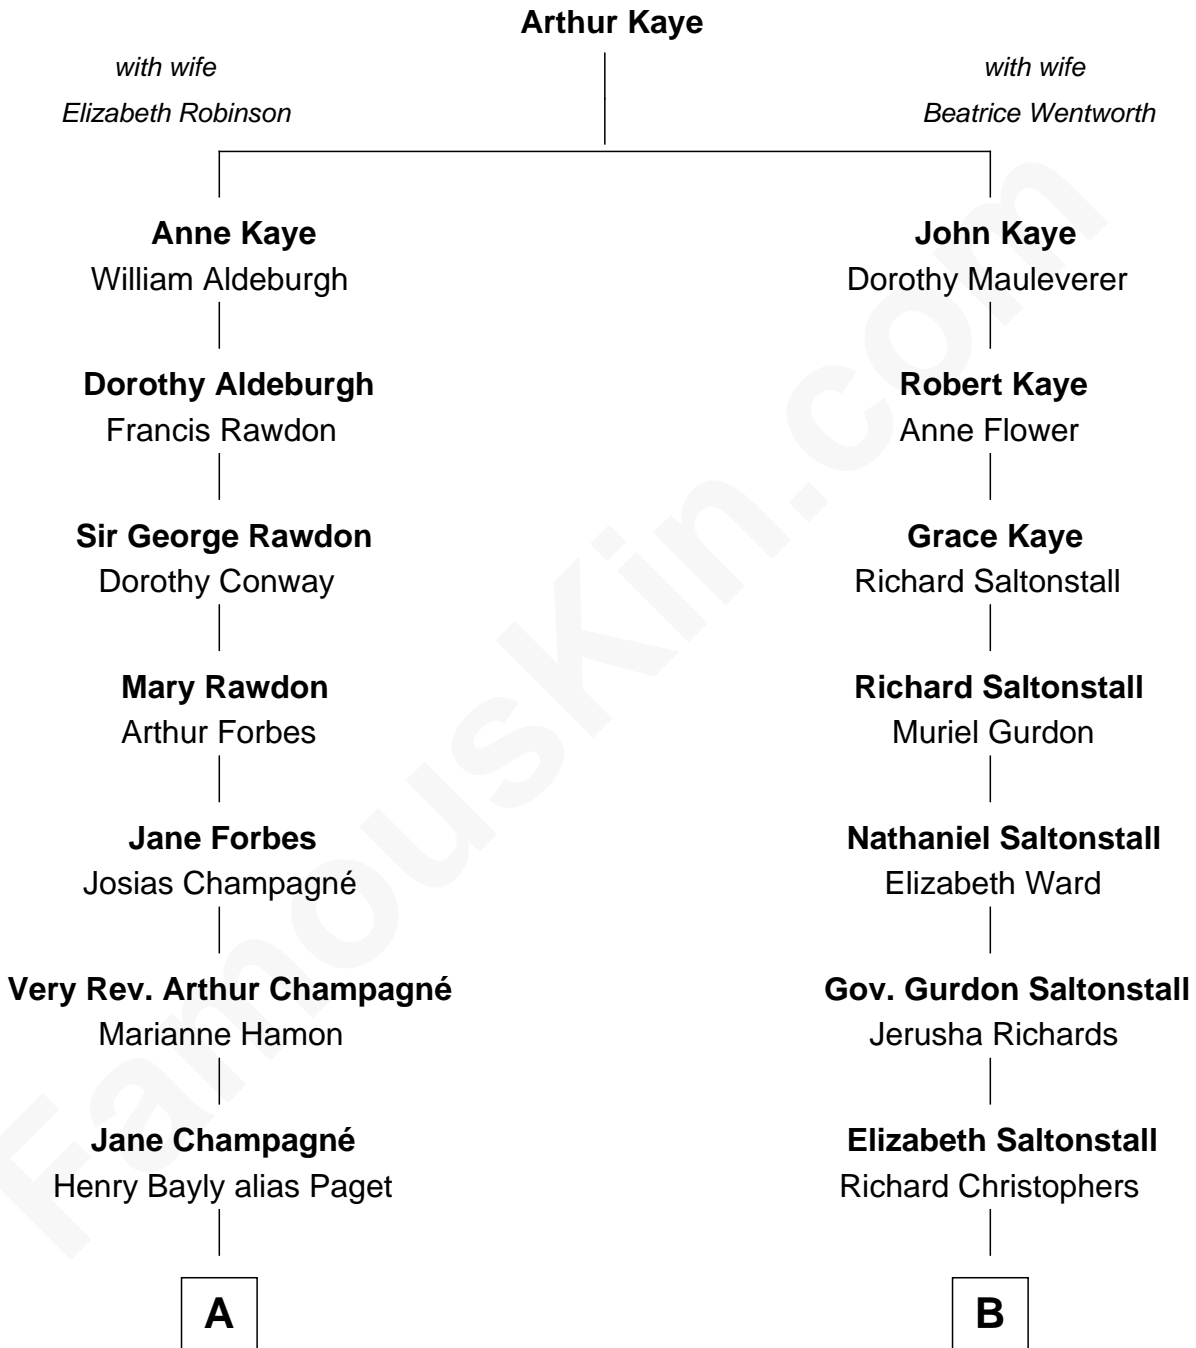 Arthur Kaye
with wife
Elizabeth Robinson
with wife
Beatrice Wentworth
Anne Kaye
William Aldeburgh
John Kaye
Dorothy Mauleverer
Dorothy Aldeburgh
Francis Rawdon
Robert Kaye
Anne Flower
Sir George Rawdon
Dorothy Conway
Grace Kaye
Richard Saltonstall
Mary Rawdon
Arthur Forbes
Richard Saltonstall
Muriel Gurdon
Jane Forbes
Josias Champagné
Nathaniel Saltonstall
Elizabeth Ward
Very Rev. Arthur Champagné
Marianne Hamon
Gov. Gurdon Saltonstall
Jerusha Richards
Jane Champagné
Henry Bayly alias Paget
Elizabeth Saltonstall
Richard Christophers
A
B
FamousKin.com